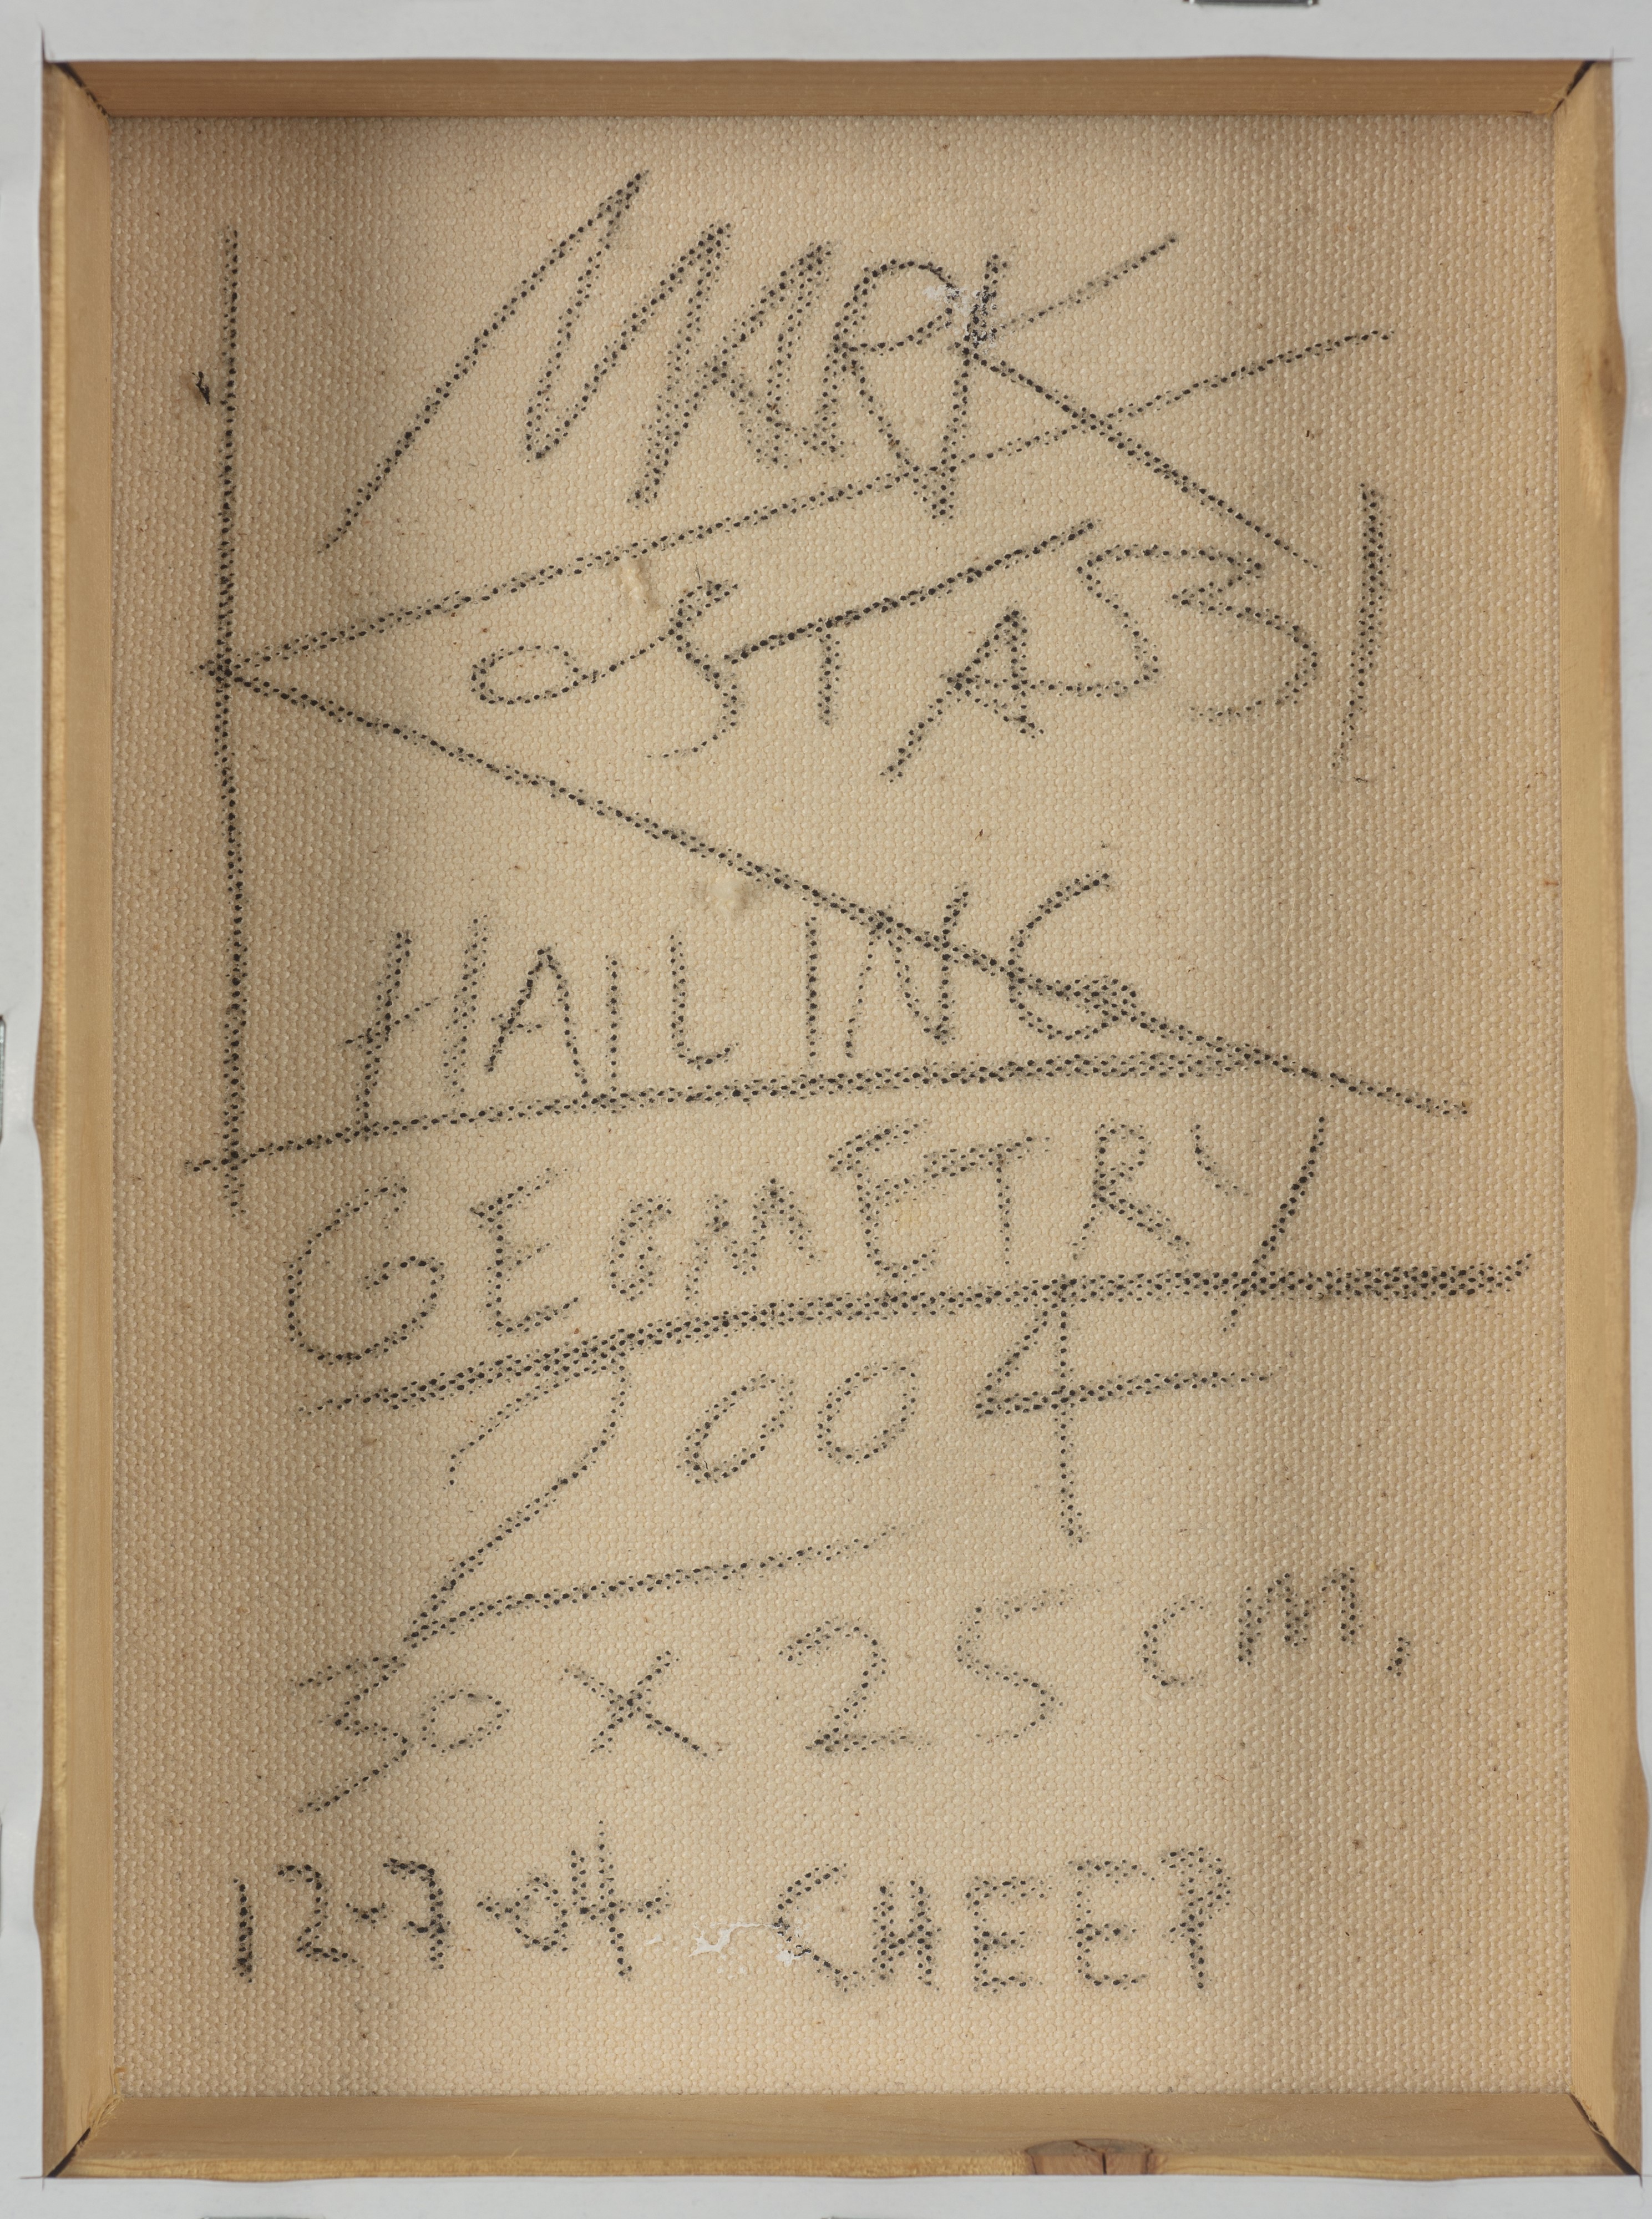 MARK
KOSTABI
HAILING
GEOMETRY
2004
30 X 25 cm,
12-7-04 CHEEP